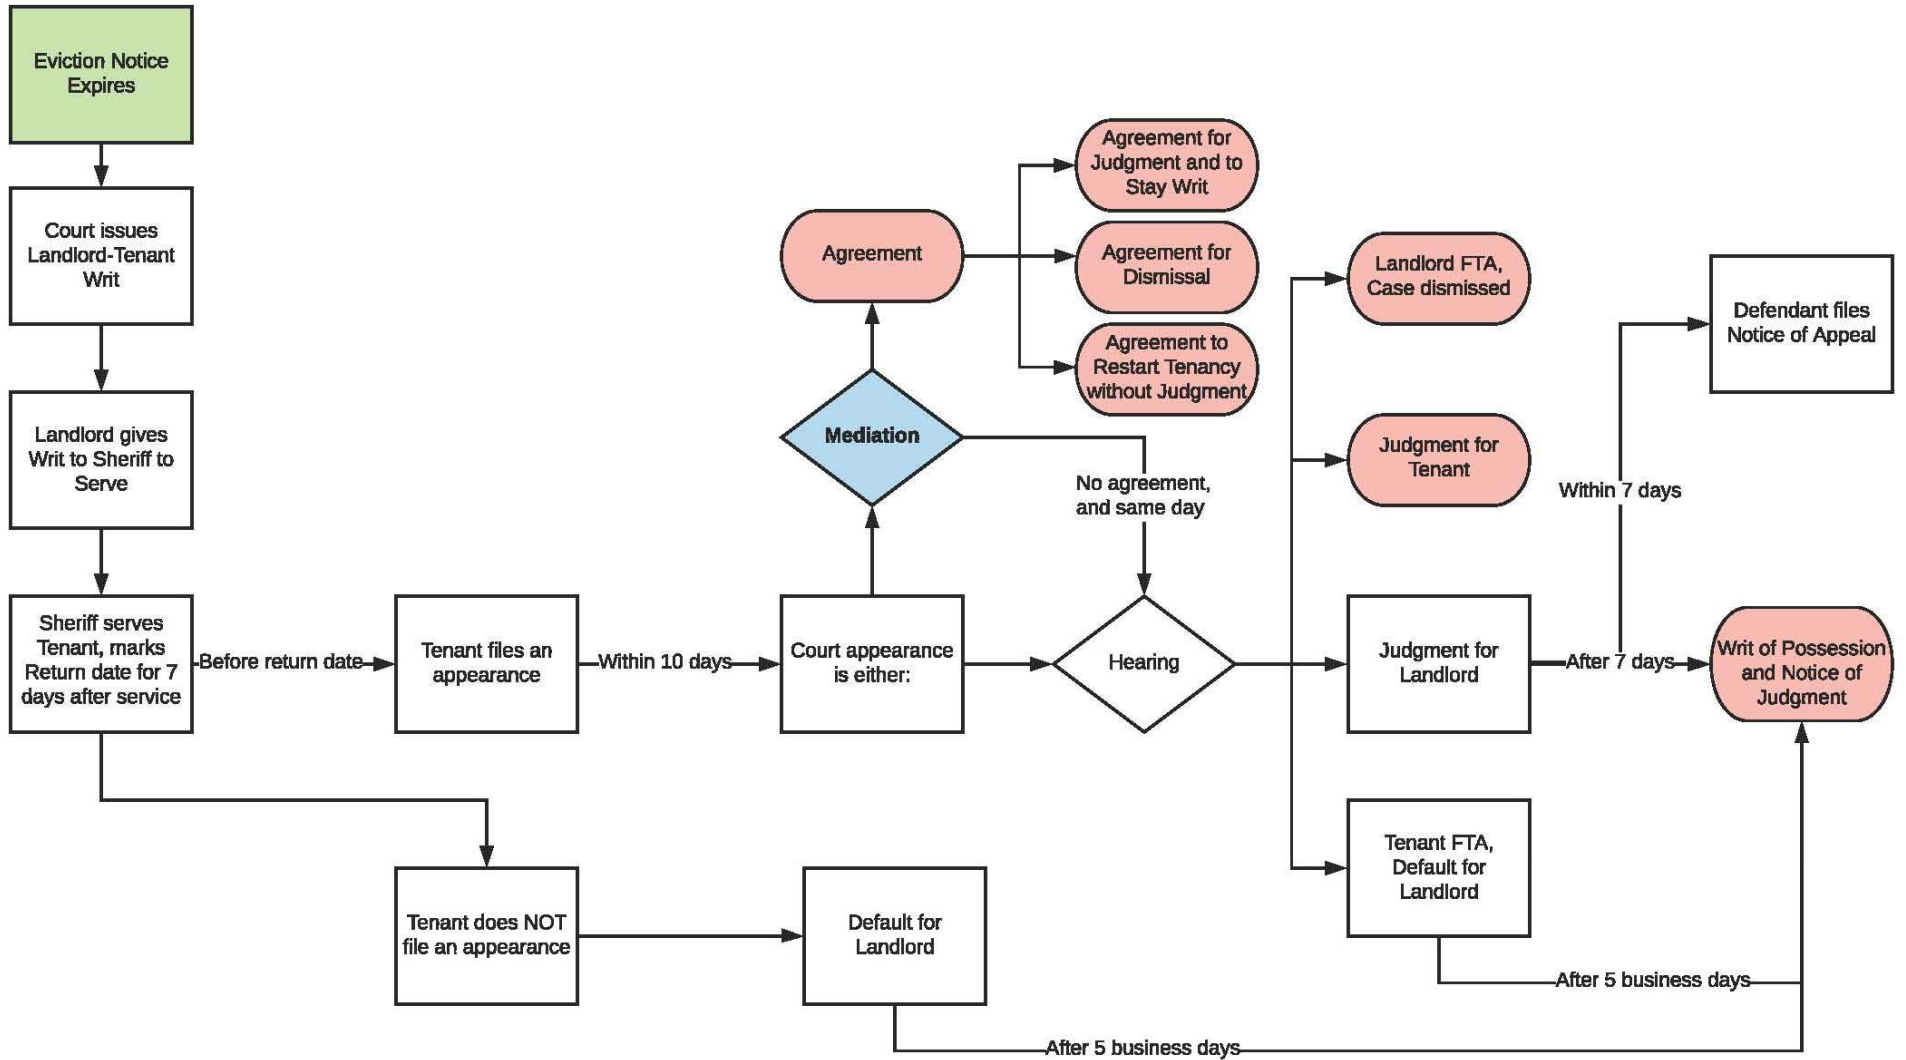 Eviction Notice
Expires
Court issues
Landlord-Tenant
Writ
Landlord gives
Writ to Sheriff to
Serve
Sheriff serves
Tenant, marks
Return date for 7
days after service
Before return date
Tenant files an
appearance
Within 10 days
Court appearance
is either:
Mediation
Agreement
Agreement for
Judgment and to
Stay Writ
Agreement for
Dismissal
Agreement to
Restart Tenancy
without Judgment
No agreement,
and same day
Hearing
Landlord FTA,
Case dismissed
Judgment for
Tenant
Judgment for
Landlord
Tenant FTA,
Default for
Landlord
Within 7 days
Defendant files
Notice of Appeal
After 7 days
Writ of Possession
and Notice of
Judgment
After 5 business days
Tenant does NOT
file an appearance
Default for
Landlord
After 5 business days